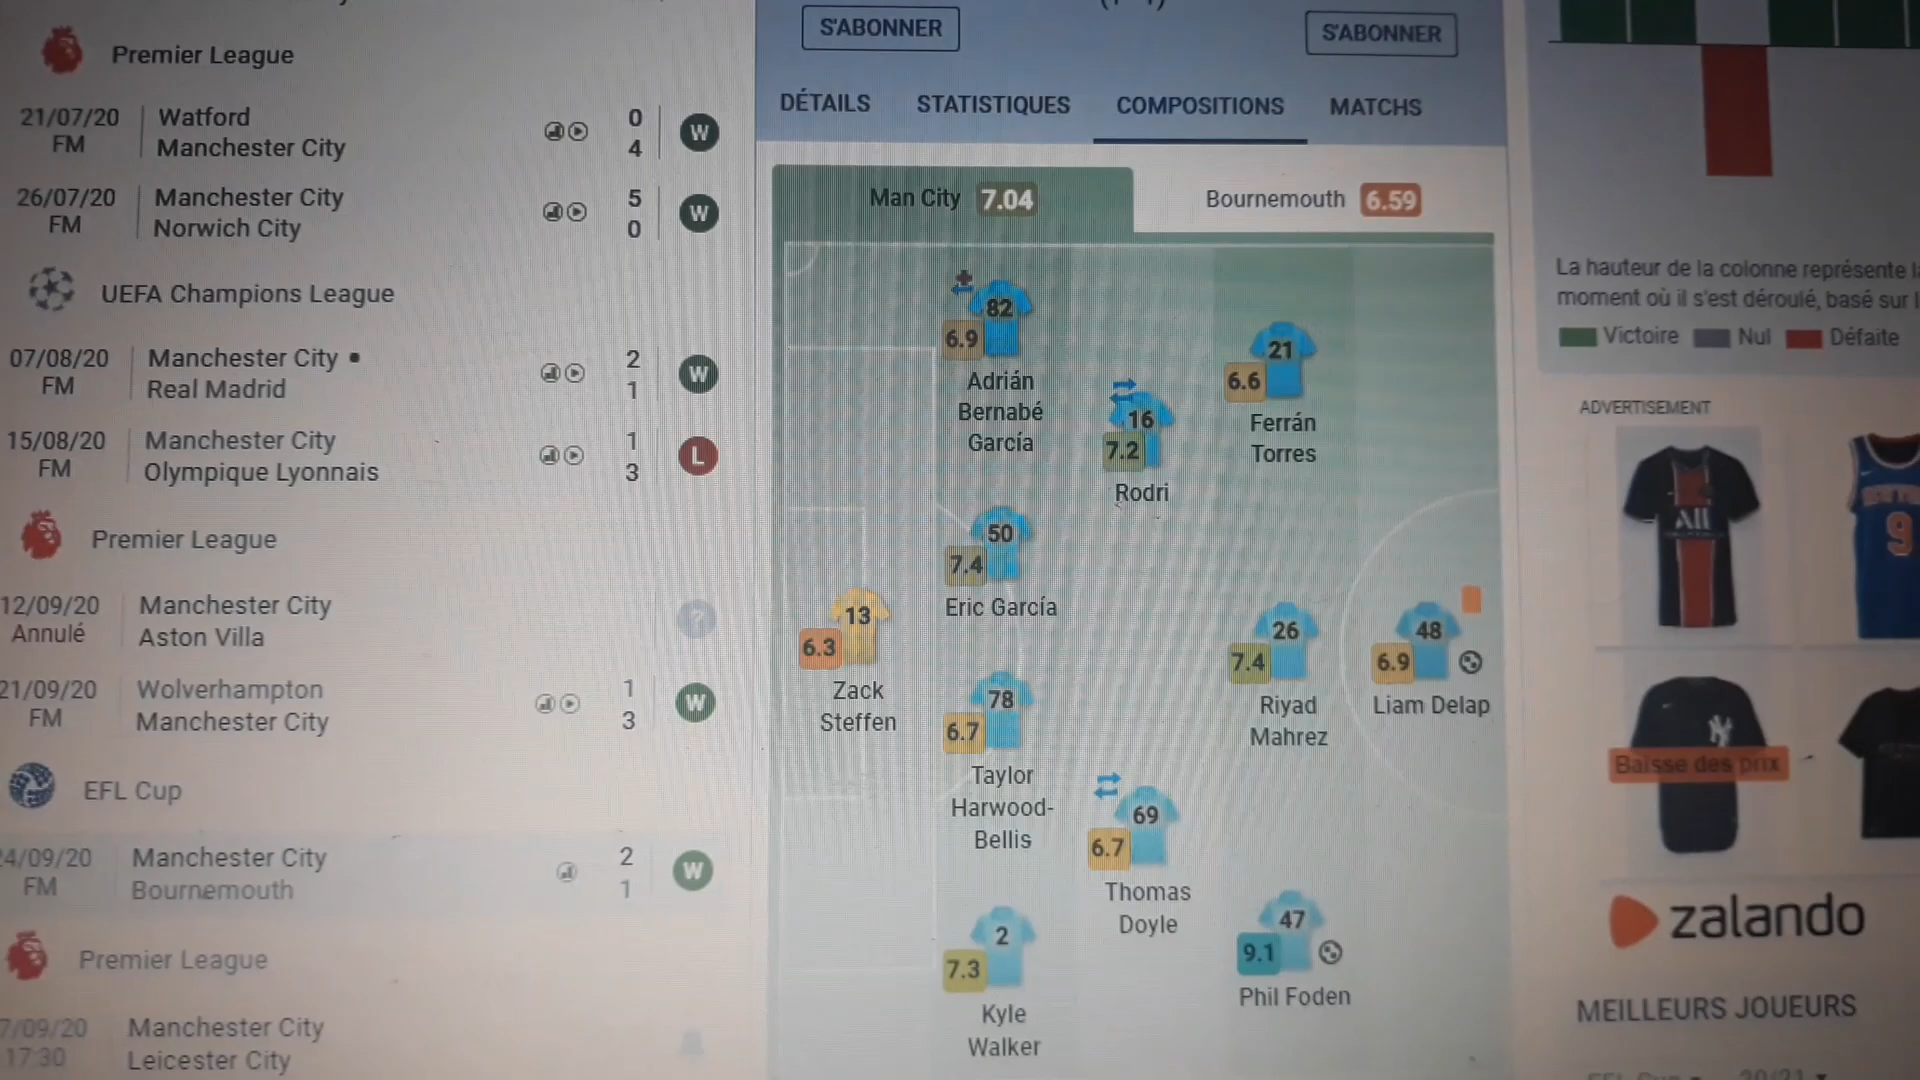 Premier League
21/07/20
FM
Watford
Manchester City
0
4
W
26/07/20
FM
Manchester City
Norwich City
5
0
W
UEFA Champions League
07/08/20
FM
Manchester City
Real Madrid
2
1
W
15/08/20
FM
Manchester City
Olympique Lyonnais
1
3
L
Premier League
12/09/20
Annulé
Manchester City
Aston Villa
?
21/09/20
FM
Wolverhampton
Manchester City
1
3
W
EFL Cup
24/09/20
FM
Manchester City
Bournemouth
2
1
W
Premier League
7/09/20
17:30
Manchester City
Leicester City
S'ABONNER
S'ABONNER
DÉTAILS
STATISTIQUES
COMPOSITIONS
MATCHS
Man City 7.04
Bournemouth 6.59
82
6.9
Adrián
Bernabé
García
16
7.2
Rodri
21
6.6
Ferrán
Torres
50
7.4
Eric García
13
6.3
Zack
Steffen
78
6.7
Taylor
Harwood-
Bellis
26
7.4
Riyad
Mahrez
48
6.9
Liam Delap
69
6.7
Thomas
Doyle
2
7.3
Kyle
Walker
47
9.1
Phil Foden
La hauteur de la colonne représente l
moment où il s'est déroulé, basé sur l
Victoire Nul Défaite
ADVERTISEMENT
ALL
9
NY
Baisse des prix
zalando
MEILLEURS JOUEURS